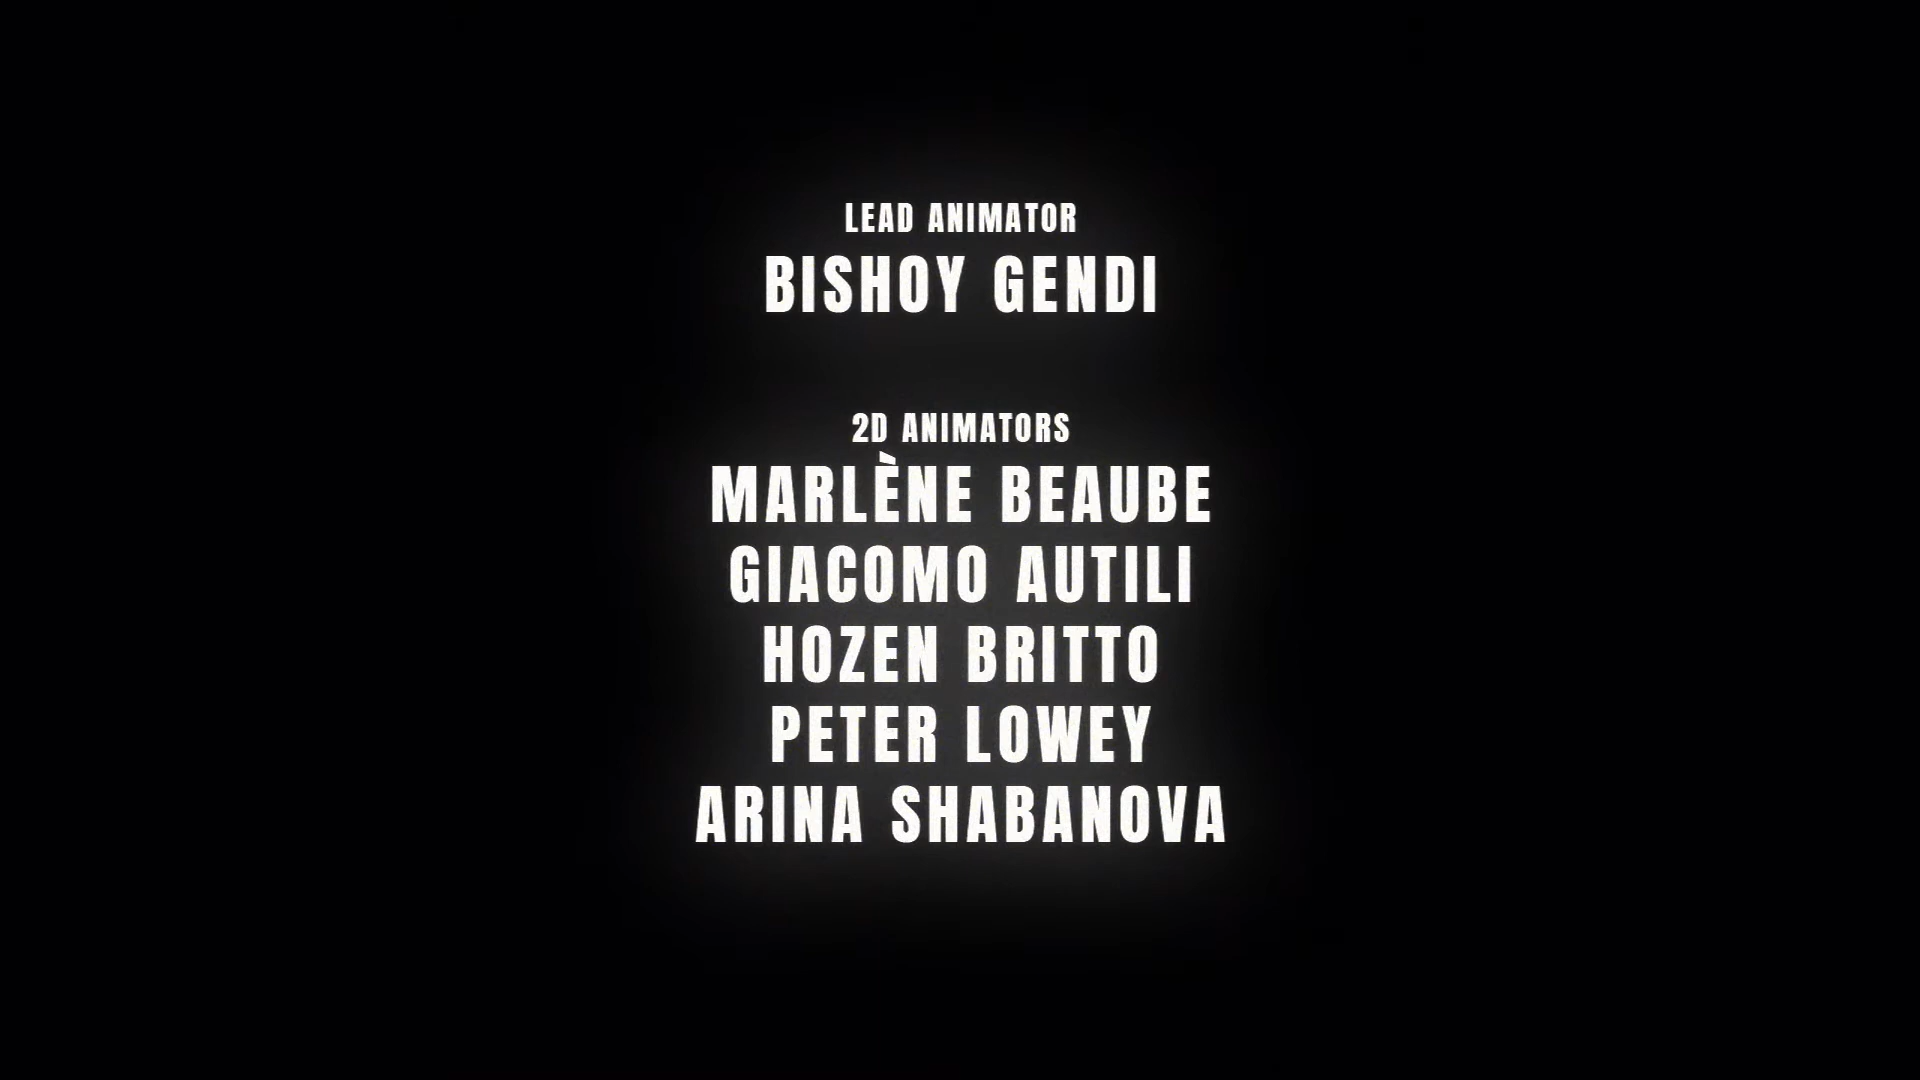 LEAD ANIMATOR
BISHOY GENDI
2D ANIMATORS
MARLÈNE BEAUBE
GIACOMO AUTILI
HOZEN BRITTO
PETER LOWEY
ARINA SHABANOVA